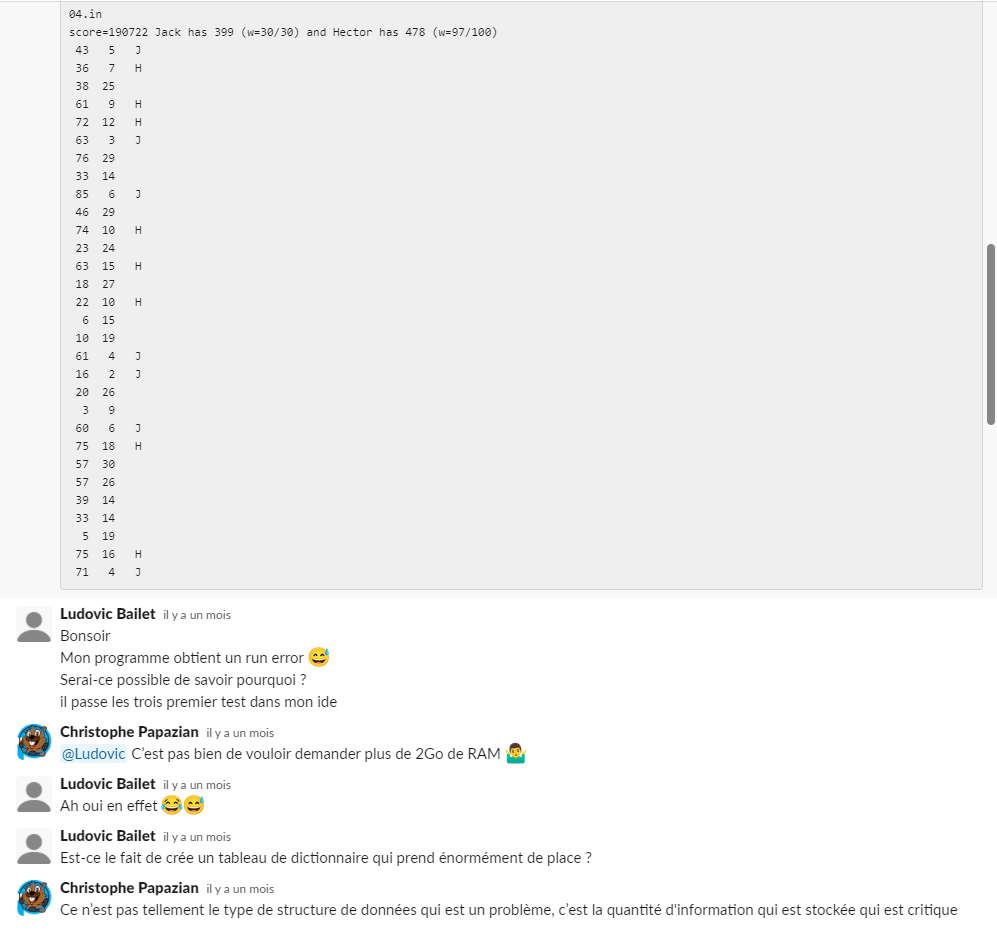 04.in
score=190722 Jack has 399 (w=30/30) and Hector has 478 (w=97/100)
43 5 J
36 7 H
38 25
61 9 H
72 12 H
63 3 J
76 29
33 14
85 6 J
46 29
74 10 H
23 24
63 15 H
18 27
22 10 H
6 15
10 19
61 4 J
16 2 J
20 26
3 9
60 6 J
75 18 H
57 30
57 26
39 14
33 14
5 19
75 16 H
71 4 J
Ludovic Bailet il y a un mois
Bonsoir
Mon programme obtient un run error 😅
Serai-ce possible de savoir pourquoi ?
il passe les trois premier test dans mon ide
Christophe Papazian il y a un mois
@Ludovic C’est pas bien de vouloir demander plus de 2Go de RAM 🤷‍♂️
Ludovic Bailet il y a un mois
Ah oui en effet 😂😅
Ludovic Bailet il y a un mois
Est-ce le fait de crée un tableau de dictionnaire qui prend énormément de place ?
Christophe Papazian il y a un mois
Ce n’est pas tellement le type de structure de données qui est un problème, c’est la quantité d'information qui est stockée qui est critique